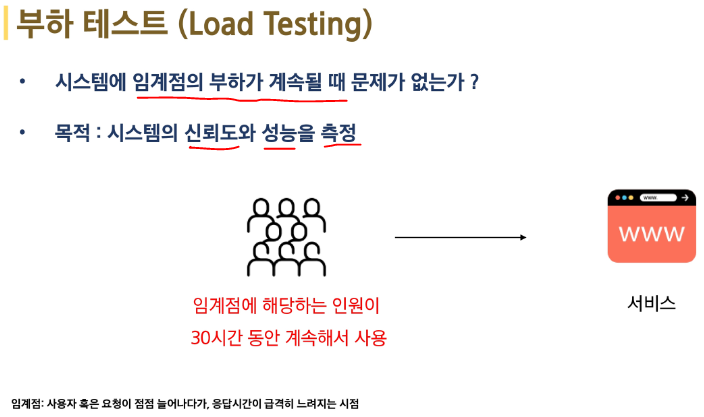 부하 테스트 (Load Testing)
• 시스템에 임계점의 부하가 계속될 때 문제가 없는가 ?
• 목적 : 시스템의 신뢰도와 성능을 측정
www
WWW
임계점에 해당하는 인원이
30시간 동안 계속해서 사용
서비스
임계점: 사용자 혹은 요청이 점점 늘어나다가, 응답시간이 급격히 느려지는 시점